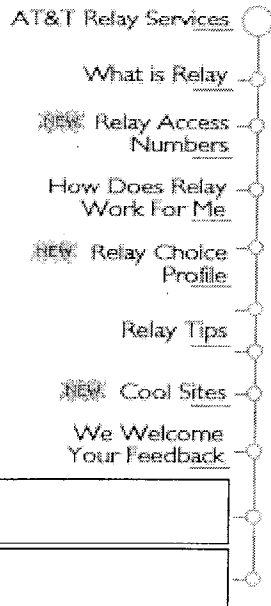 AT&T Relay Services
What is Relay
NEW Relay Access
Numbers
How Does Relay
Work For Me
NEW Relay Choice
Profile
Relay Tips
NEW Cool Sites
We Welcome
Your Feedback